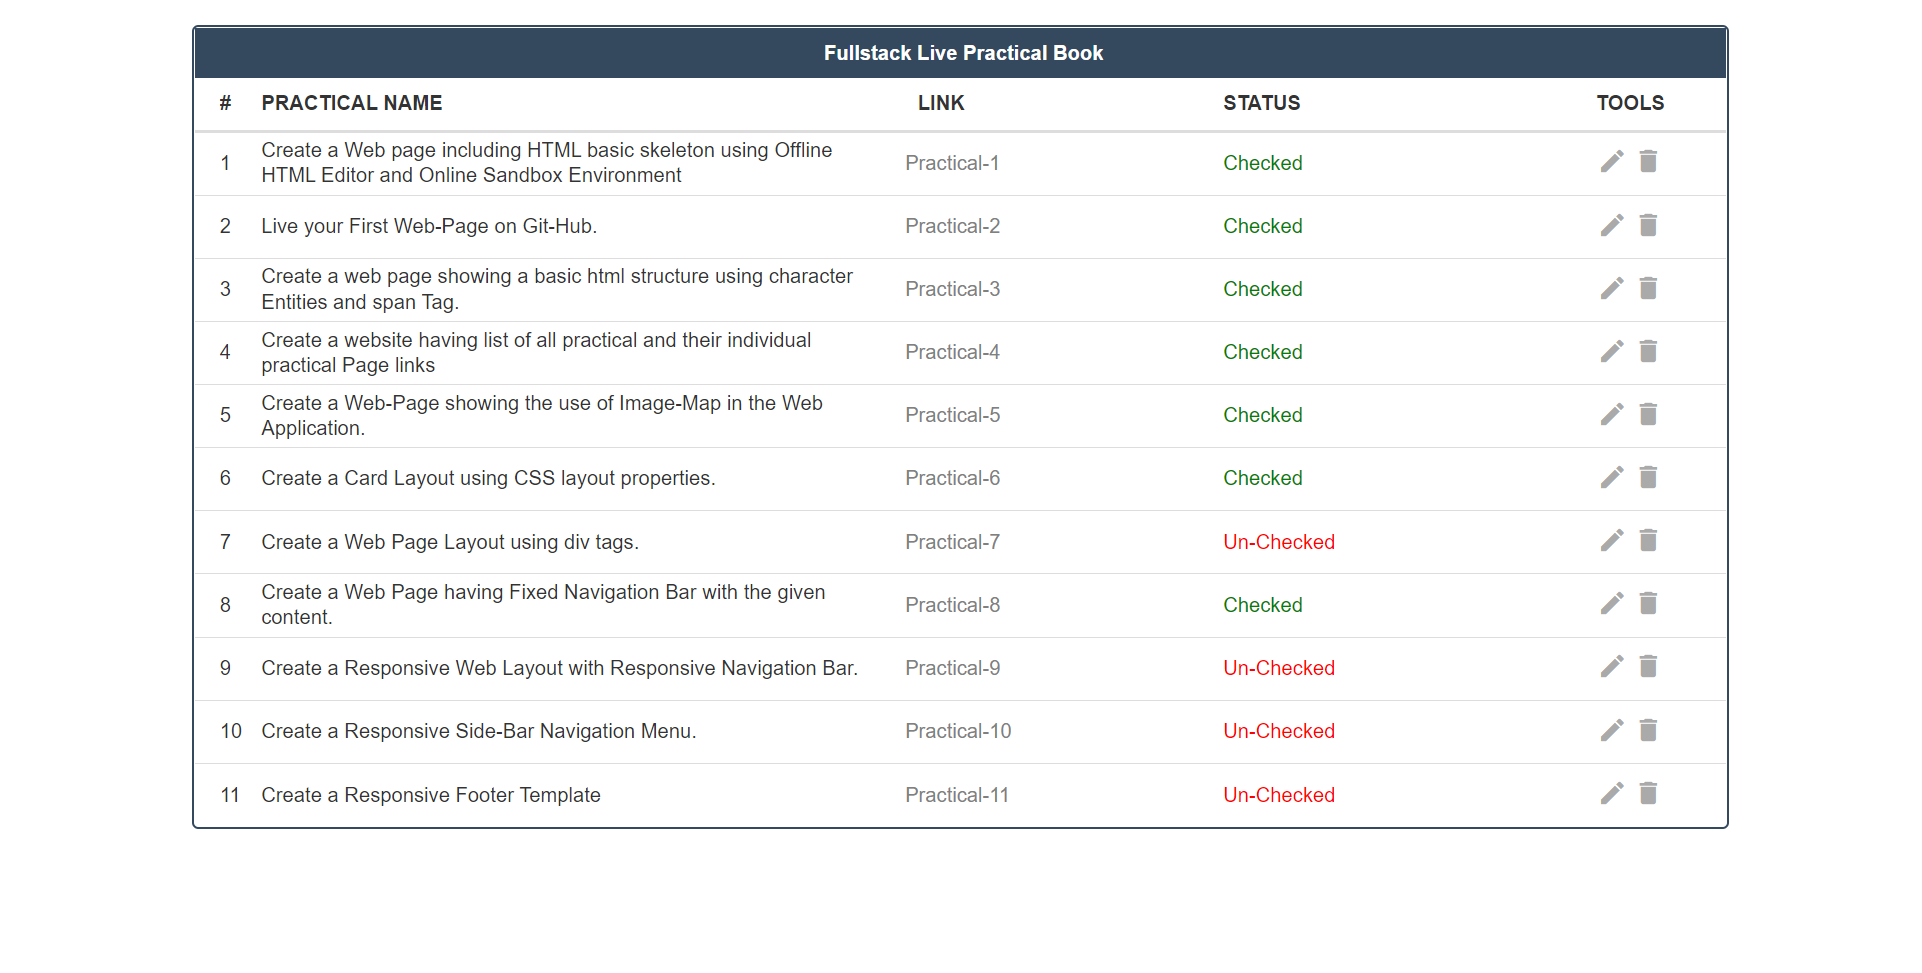 Fullstack Live Practical Book
# PRACTICAL NAME LINK STATUS TOOLS
1 Create a Web page including HTML basic skeleton using Offline
HTML Editor and Online Sandbox Environment Practical-1 Checked
2 Live your First Web-Page on Git-Hub. Practical-2 Checked
3 Create a web page showing a basic html structure using character
Entities and span Tag. Practical-3 Checked
4 Create a website having list of all practical and their individual
practical Page links Practical-4 Checked
5 Create a Web-Page showing the use of Image-Map in the Web
Application. Practical-5 Checked
6 Create a Card Layout using CSS layout properties. Practical-6 Checked
7 Create a Web Page Layout using div tags. Practical-7 Un-Checked
8 Create a Web Page having Fixed Navigation Bar with the given
content. Practical-8 Checked
9 Create a Responsive Web Layout with Responsive Navigation Bar. Practical-9 Un-Checked
10 Create a Responsive Side-Bar Navigation Menu. Practical-10 Un-Checked
11 Create a Responsive Footer Template Practical-11 Un-Checked